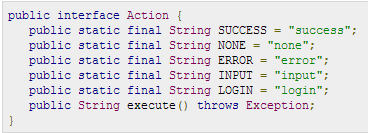 public interface Action {
   public static final String SUCCESS = "success";
   public static final String NONE = "none";
   public static final String ERROR = "error";
   public static final String INPUT = "input";
   public static final String LOGIN = "login";
   public String execute() throws Exception;
}